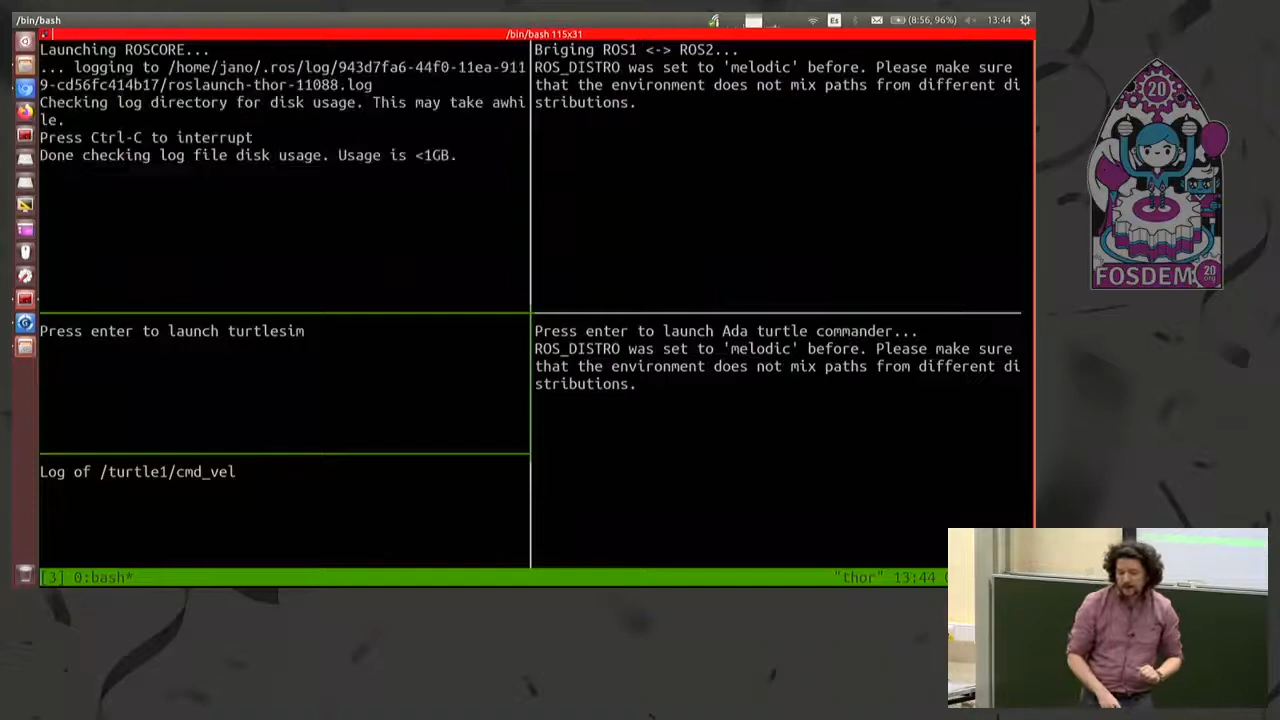 /bin/bash
Es
(8:56, 96%)
13:44
/bin/bash 115x31
Launching ROSCORE...
... logging to /home/jano/.ros/log/943d7fa6-44f0-11ea-911
9-cd56fc414b17/roslaunch-thor-11088.log
Checking log directory for disk usage. This may take awhi
le.
Press Ctrl-C to interrupt
Done checking log file disk usage. Usage is <1GB.
Briging ROS1 <-> ROS2...
ROS_DISTRO was set to 'melodic' before. Please make sure
that the environment does not mix paths from different di
stributions.
Press enter to launch turtlesim
Press enter to launch Ada turtle commander...
ROS_DISTRO was set to 'melodic' before. Please make sure
that the environment does not mix paths from different di
stributions.
Log of /turtle1/cmd_vel
[3] 0:bash*
"thor" 13:44
20
FOSDEM
20
.org